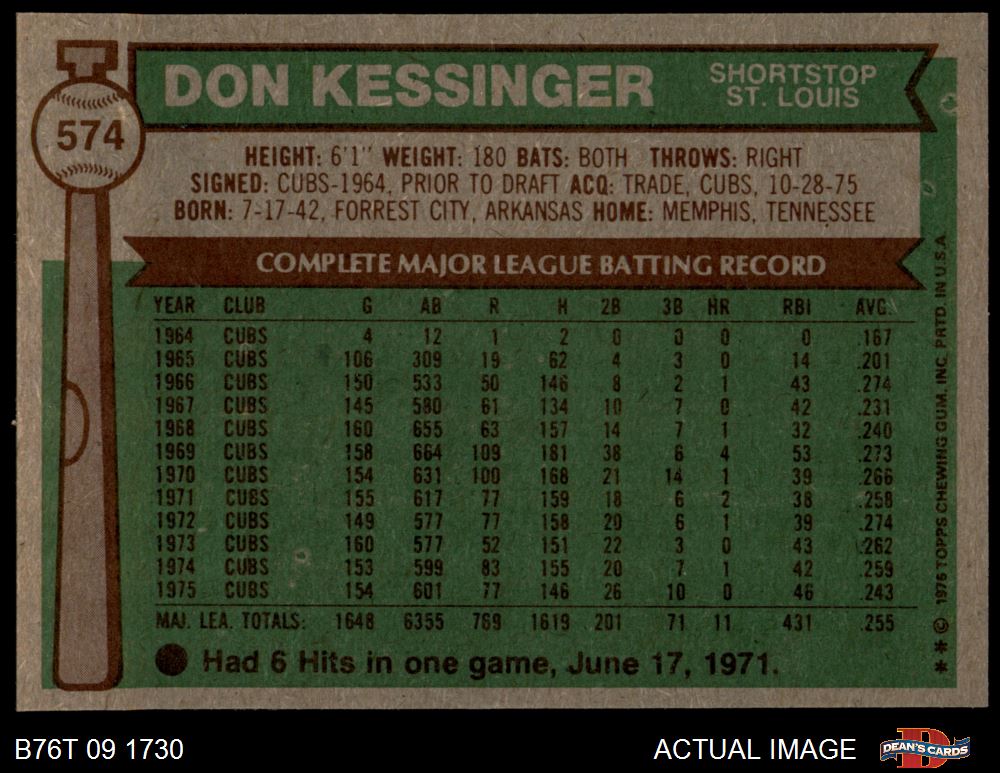 574
DON KESSINGER
SHORTSTOP
ST. LOUIS
HEIGHT: 6'1" WEIGHT: 180 BATS: BOTH THROWS: RIGHT
SIGNED: CUBS-1964, PRIOR TO DRAFT ACQ: TRADE, CUBS, 10-28-75
BORN: 7-17-42, FORREST CITY, ARKANSAS HOME: MEMPHIS, TENNESSEE
COMPLETE MAJOR LEAGUE BATTING RECORD
YEAR CLUB G AB R H 2B 3B HR RBI AVG.
1964 CUBS 4 12 1 2 0 0 0 0 .167
1965 CUBS 106 309 19 62 4 3 0 14 .201
1966 CUBS 150 533 50 146 8 2 1 43 .274
1967 CUBS 145 580 61 134 10 7 0 42 .231
1968 CUBS 160 655 63 157 14 7 1 32 .240
1969 CUBS 158 664 109 181 38 6 4 53 .273
1970 CUBS 154 631 100 168 21 14 1 39 .266
1971 CUBS 155 617 77 159 18 6 2 38 .258
1972 CUBS 149 577 77 158 20 6 1 39 .274
1973 CUBS 160 577 52 151 22 3 0 43 .262
1974 CUBS 153 599 83 155 20 7 1 42 .259
1975 CUBS 154 601 77 146 26 10 0 46 .243
MAJ. LEA. TOTALS: 1648 6355 769 1619 201 71 11 431 .255
Had 6 Hits in one game, June 17, 1971.
** © 1976 TOPPS CHEWING GUM, INC. PRTD. IN U.S.A
B76T 09 1730
ACTUAL IMAGE
DEAN'S CARDS